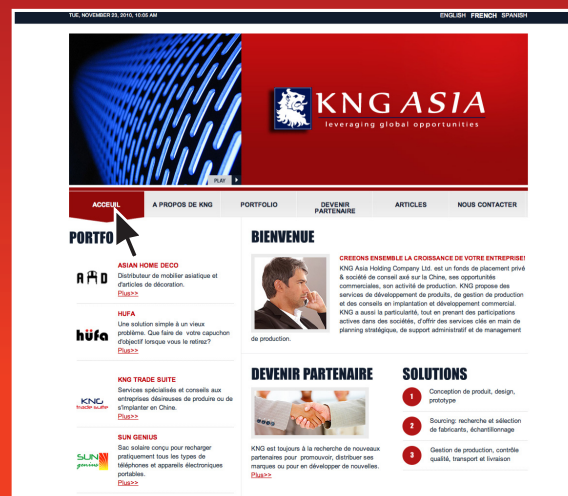 TUE, NOVEMBER 23, 2010, 10:05 AM
ENGLISH FRENCH SPANISH
KNG ASIA
leveraging global opportunities
PLAY
ACCEUIL
A PROPOS DE KNG
PORTFOLIO
DEVENIR
PARTENAIRE
ARTICLES
NOUS CONTACTER
PORTFO
ASIAN HOME DECO
Distributeur de mobilier asiatique et
d'articles de décoration.
Plus>>
hüfa
HUFA
Une solution simple à un vieux
problème. Que faire de votre capuchon
d'objectif lorsque vous le retirez?
Plus>>
KNG
trade suite
KNG TRADE SUITE
Services spécialisés et conseils aux
entreprises désireuses de produire ou de
s'implanter en Chine.
Plus>>
SUN
genius
SUN GENIUS
Sac solaire conçu pour recharger
pratiquement tous les types de
téléphones et appareils électroniques
portables.
Plus>>
BIENVENUE
CREEONS ENSEMBLE LA CROISSANCE DE VOTRE ENTREPRISE!
KNG Asia Holding Company Ltd. est un fonds de placement privé
& société de conseil axé sur la Chine, ses opportunités
commerciales, son activité de production. KNG propose des
services de développement de produits, de gestion de production
et des conseils en implantation et développement commercial.
KNG a aussi la particularité, tout en prenant des participations
actives dans des sociétés, d'offrir des services clés en main de
planning stratégique, de support administratif et de management
de production.
DEVENIR PARTENAIRE
KNG est toujours à la recherche de nouveaux
partenaires pour promouvoir, distribuer ses
marques ou pour en développer de nouvelles.
Plus>>
SOLUTIONS
1
Conception de produit, design,
prototype
2
Sourcing: recherche et sélection
de fabricants, échantillonnage
3
Gestion de production, contrôle
qualité, transport et livraison